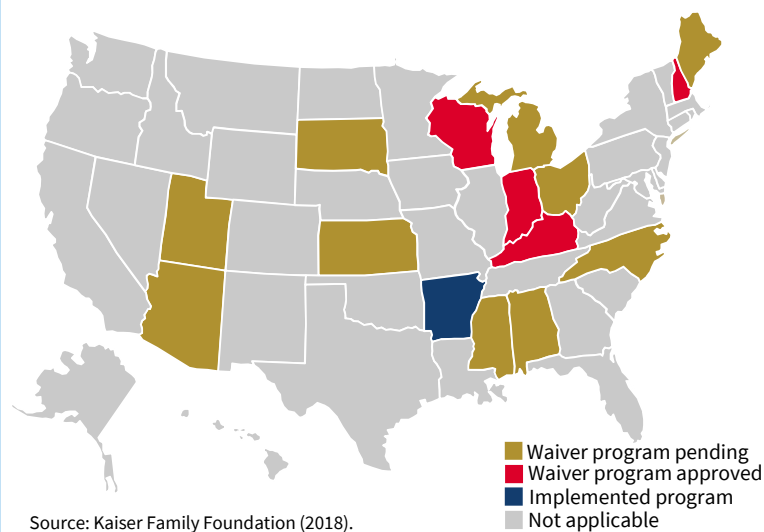 Waiver program pending
Waiver program approved
Implemented program
Not applicable
Source: Kaiser Family Foundation (2018).